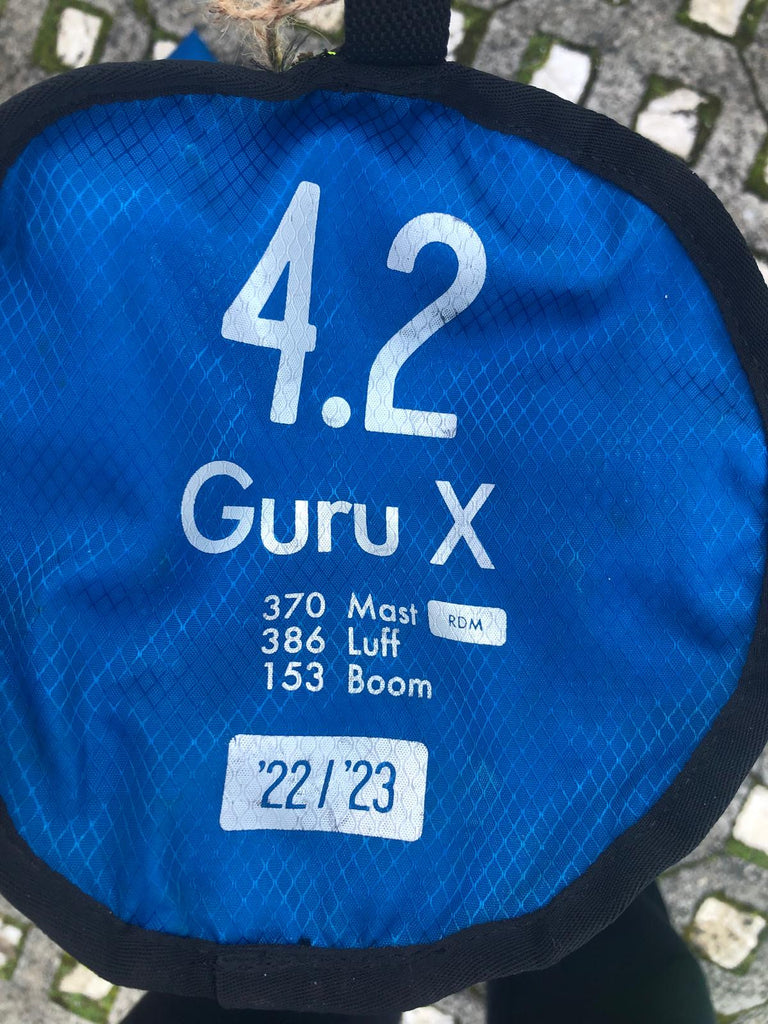 4.2
Guru X
370 Mast RDM
386 Luff
153 Boom
'22/'23